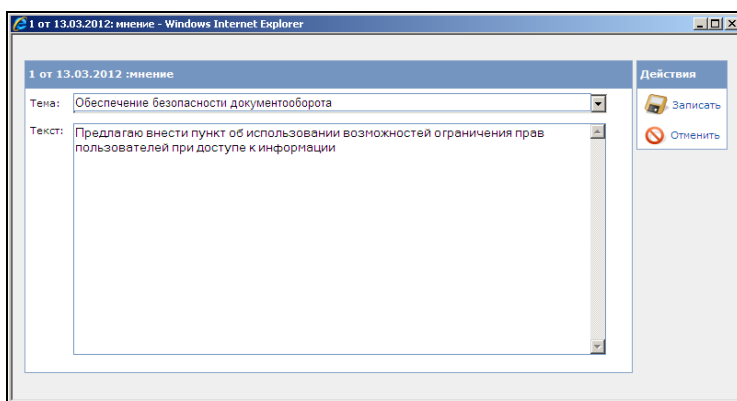 1 от 13.03.2012: мнение - Windows Internet Explorer
1 от 13.03.2012 :мнение
Действия
Тема: Обеспечение безопасности документооборота
Записать
Текст: Предлагаю внести пункт об использовании возможностей ограничения прав
пользователей при доступе к информации
Отменить